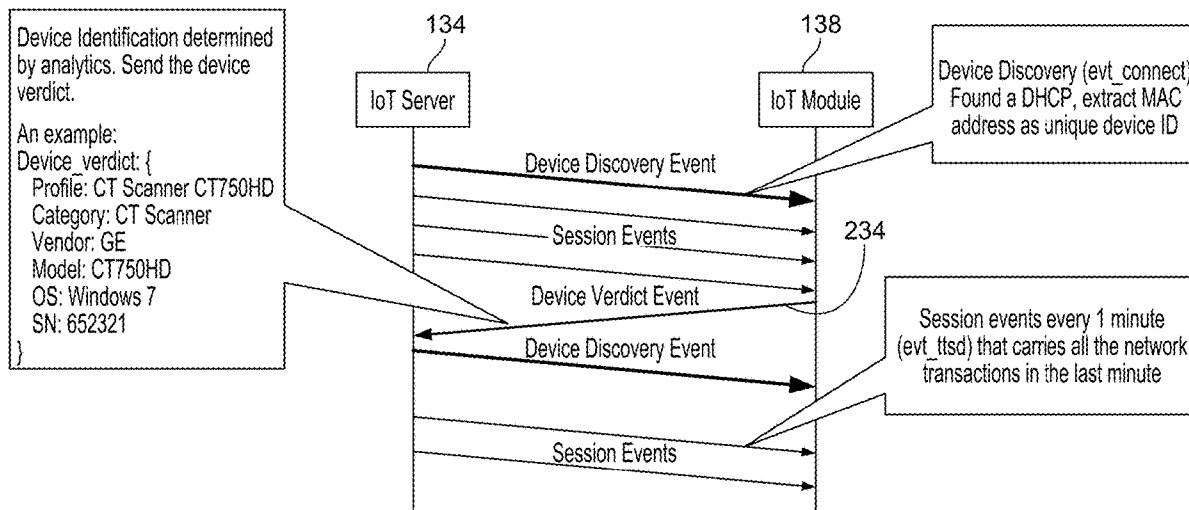 Device Identification determined
by analytics. Send the device
verdict.
An example:
Device_verdict: {
Profile: CT Scanner CT750HD
Category: CT Scanner
Vendor: GE
Model: CT750HD
OS: Windows 7
SN: 652321
}
134
IoT Server
138
IoT Module
Device Discovery (evt_connect)
Found a DHCP, extract MAC
address as unique device ID
Device Discovery Event
Session Events
234
Device Verdict Event
Device Discovery Event
Session events every 1 minute
(evt_ttsd) that carries all the network
transactions in the last minute
Session Events